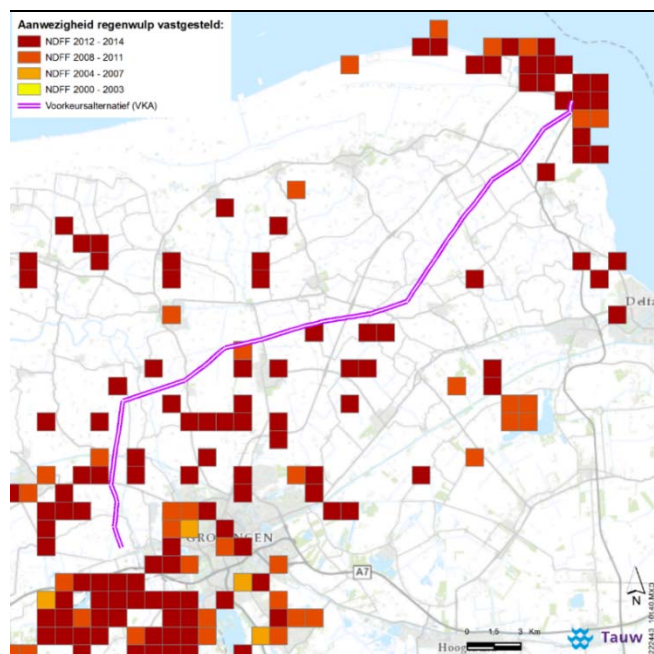 Aanwezigheid regenwulp vastgesteld:
NDFF 2012 - 2014
NDFF 2008 - 2011
NDFF 2004 - 2007
NDFF 2000 - 2003
Voorkeursalternatief (VKA)
Delfz
GRONINGEN
A7
N
0 1,5 3 Km
Hoog
Tauw